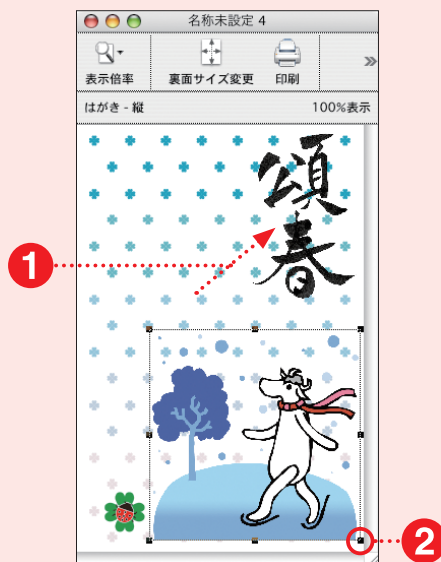 名称未設定 4
表示倍率 裏面サイズ変更 印刷 »
はがき - 縦 100%表示
頌春
1
2